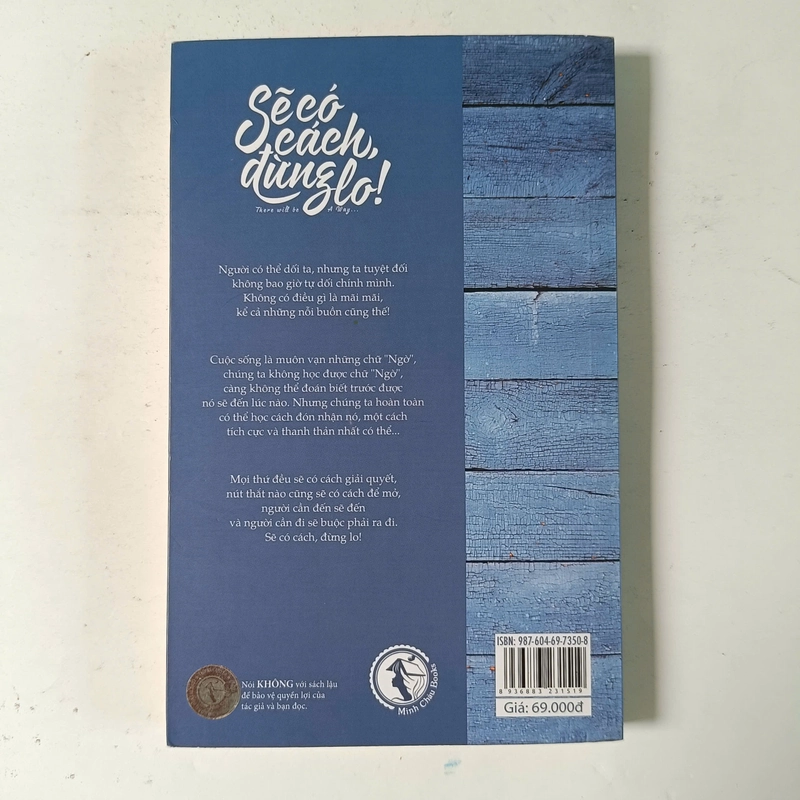 Sẽ có
cách,
đừng lo!
There will be A Way...
Người có thể dối ta, nhưng ta tuyệt đối
không bao giờ tự dối chính mình.
Không có điều gì là mãi mãi,
kể cả những nỗi buồn cũng thế!
Cuộc sống là muôn vạn những chữ "Ngờ",
chúng ta không học được chữ "Ngờ",
càng không thể đoán biết trước được
nó sẽ đến lúc nào. Nhưng chúng ta hoàn toàn
có thể học cách đón nhận nó, một cách
tích cực và thanh thản nhất có thể...
Mọi thứ đều sẽ có cách giải quyết,
nút thắt nào cũng sẽ có cách để mở,
người cần đến sẽ đến
và người cần đi sẽ buộc phải ra đi.
Sẽ có cách, đừng lo!
Nói KHÔNG với sách lậu
để bảo vệ quyền lợi của
tác giả và bạn đọc.
Minh Châu Books
ISBN: 987-604-69-7350-8
8 936883 231519
Giá: 69.000đ